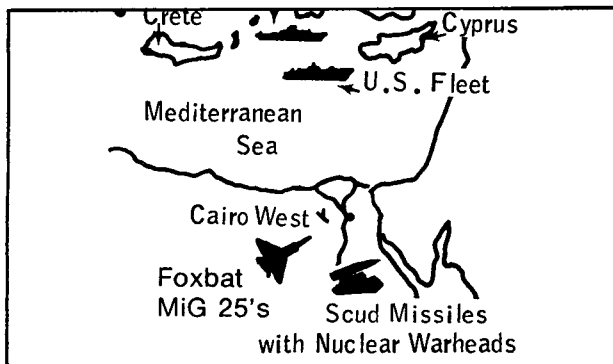 Crete
Cyprus
U.S. Fleet
Mediterranean
Sea
Cairo West
Foxbat
MiG 25's
Scud Missiles
with Nuclear Warheads